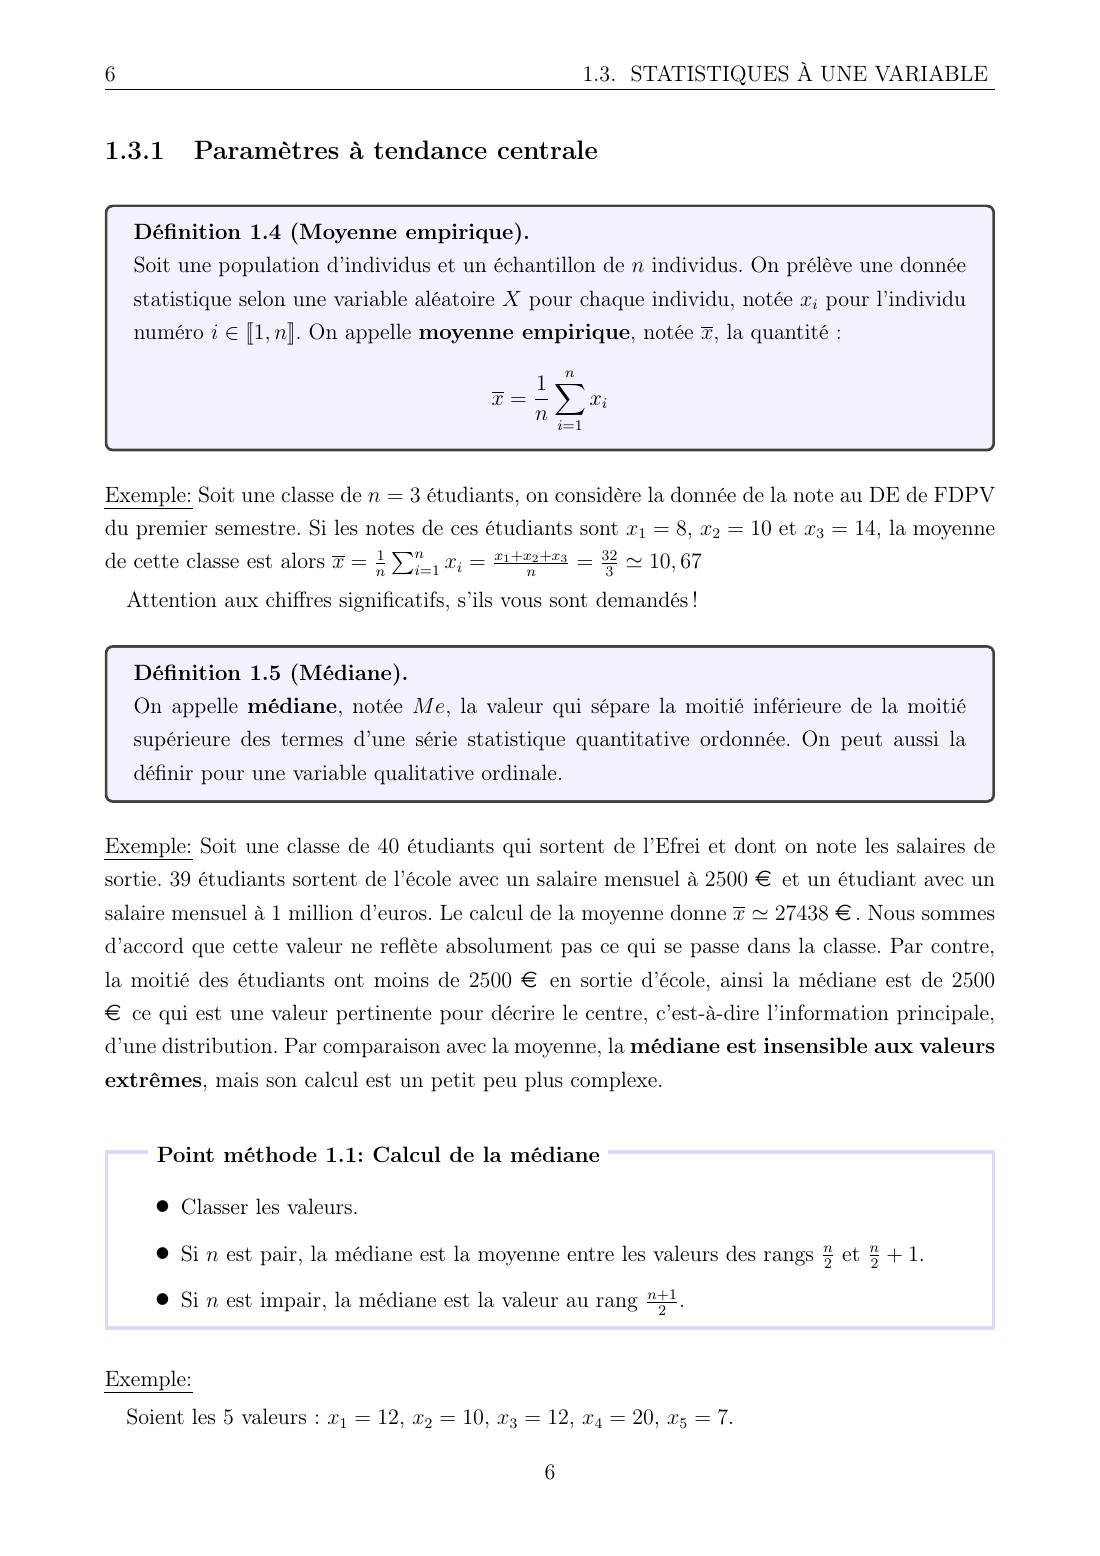 6 1.3. STATISTIQUES À UNE VARIABLE
1.3.1 Paramètres à tendance centrale
Définition 1.4 (Moyenne empirique).
Soit une population d'individus et un échantillon de n individus. On prélève une donnée
statistique selon une variable aléatoire X pour chaque individu, notée x_i pour l'individu
numéro i ∈ ⟦1, n⟧. On appelle moyenne empirique, notée x̅, la quantité :
x̅ = \frac{1}{n} \sum_{i=1}^{n} x_i
Exemple: Soit une classe de n = 3 étudiants, on considère la donnée de la note au DE de FDPV
du premier semestre. Si les notes de ces étudiants sont x_1 = 8, x_2 = 10 et x_3 = 14, la moyenne
de cette classe est alors x̅ = \frac{1}{n} \sum_{i=1}^{n} x_i = \frac{x_1+x_2+x_3}{n} = \frac{32}{3} ≃ 10, 67
Attention aux chiffres significatifs, s'ils vous sont demandés !
Définition 1.5 (Médiane).
On appelle médiane, notée Me, la valeur qui sépare la moitié inférieure de la moitié
supérieure des termes d'une série statistique quantitative ordonnée. On peut aussi la
définir pour une variable qualitative ordinale.
Exemple: Soit une classe de 40 étudiants qui sortent de l'Efrei et dont on note les salaires de
sortie. 39 étudiants sortent de l'école avec un salaire mensuel à 2500 € et un étudiant avec un
salaire mensuel à 1 million d'euros. Le calcul de la moyenne donne x̅ ≃ 27438 €. Nous sommes
d'accord que cette valeur ne reflète absolument pas ce qui se passe dans la classe. Par contre,
la moitié des étudiants ont moins de 2500 € en sortie d'école, ainsi la médiane est de 2500
€ ce qui est une valeur pertinente pour décrire le centre, c'est-à-dire l'information principale,
d'une distribution. Par comparaison avec la moyenne, la médiane est insensible aux valeurs
extrêmes, mais son calcul est un petit peu plus complexe.
Point méthode 1.1: Calcul de la médiane
● Classer les valeurs.
● Si n est pair, la médiane est la moyenne entre les valeurs des rangs \frac{n}{2} et \frac{n}{2} + 1.
● Si n est impair, la médiane est la valeur au rang \frac{n+1}{2}.
Exemple:
Soient les 5 valeurs : x_1 = 12, x_2 = 10, x_3 = 12, x_4 = 20, x_5 = 7.
6